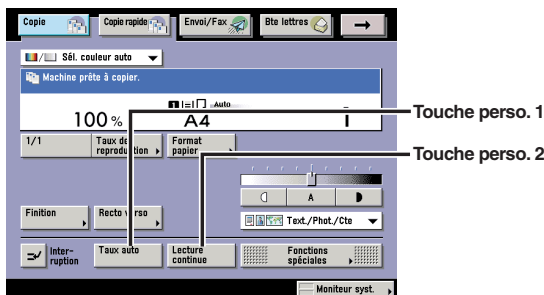 Copie
Copie rapide
Envoi/Fax
Bte lettres
Sél. couleur auto
Machine prête à copier.
100 %
Auto
A4
1
Touche perso. 1
1/1
Taux de
reproduction
Format
papier
Touche perso. 2
A
Finition
Recto verso
Text./Phot./Cte
Inter-
ruption
Taux auto
Lecture
continue
Fonctions
spéciales
Moniteur syst.